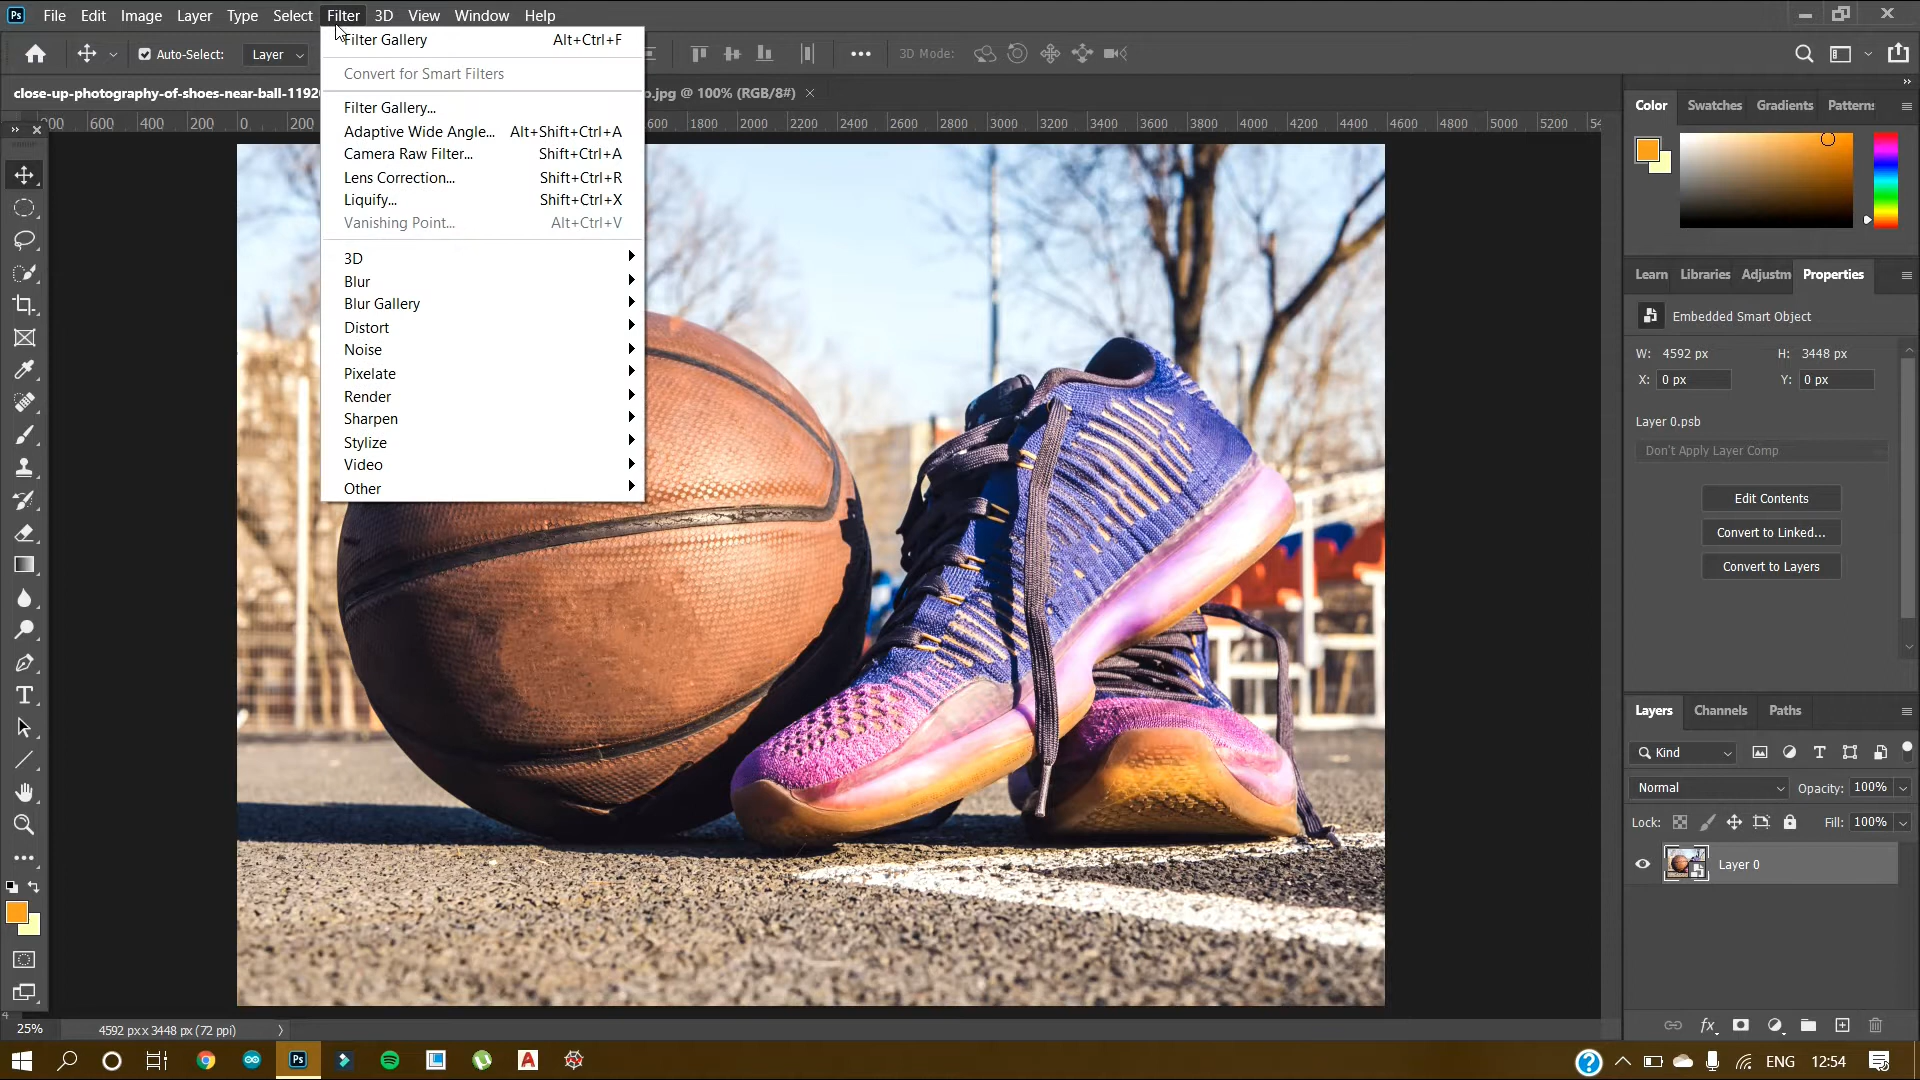 Ps File Edit Image Layer Type Select Filter 3D View Window Help
Auto-Select: Layer 3D Mode:
close-up-photography-of-shoes-near-ball-1192 .jpg @ 100% (RGB/8#)
600 400 200 0 200 1600 1800 2000 2200 2400 2600 2800 3000 3200 3400 3600 3800 4000 4200 4400 4600 4800 5000 5200
Filter Gallery Alt+Ctrl+F
Convert for Smart Filters
Filter Gallery...
Adaptive Wide Angle... Alt+Shift+Ctrl+A
Camera Raw Filter... Shift+Ctrl+A
Lens Correction... Shift+Ctrl+R
Liquify... Shift+Ctrl+X
Vanishing Point... Alt+Ctrl+V
3D
Blur
Blur Gallery
Distort
Noise
Pixelate
Render
Sharpen
Stylize
Video
Other
Color Swatches Gradients Patterns
Learn Libraries Adjustm Properties
Embedded Smart Object
W: 4592 px H: 3448 px
X: 0 px Y: 0 px
Layer 0.psb
Don't Apply Layer Comp
Edit Contents
Convert to Linked...
Convert to Layers
Layers Channels Paths
Kind
Normal Opacity: 100%
Lock: Fill: 100%
Layer 0
25% 4592 px x 3448 px (72 ppi)
Ps ENG 12:54